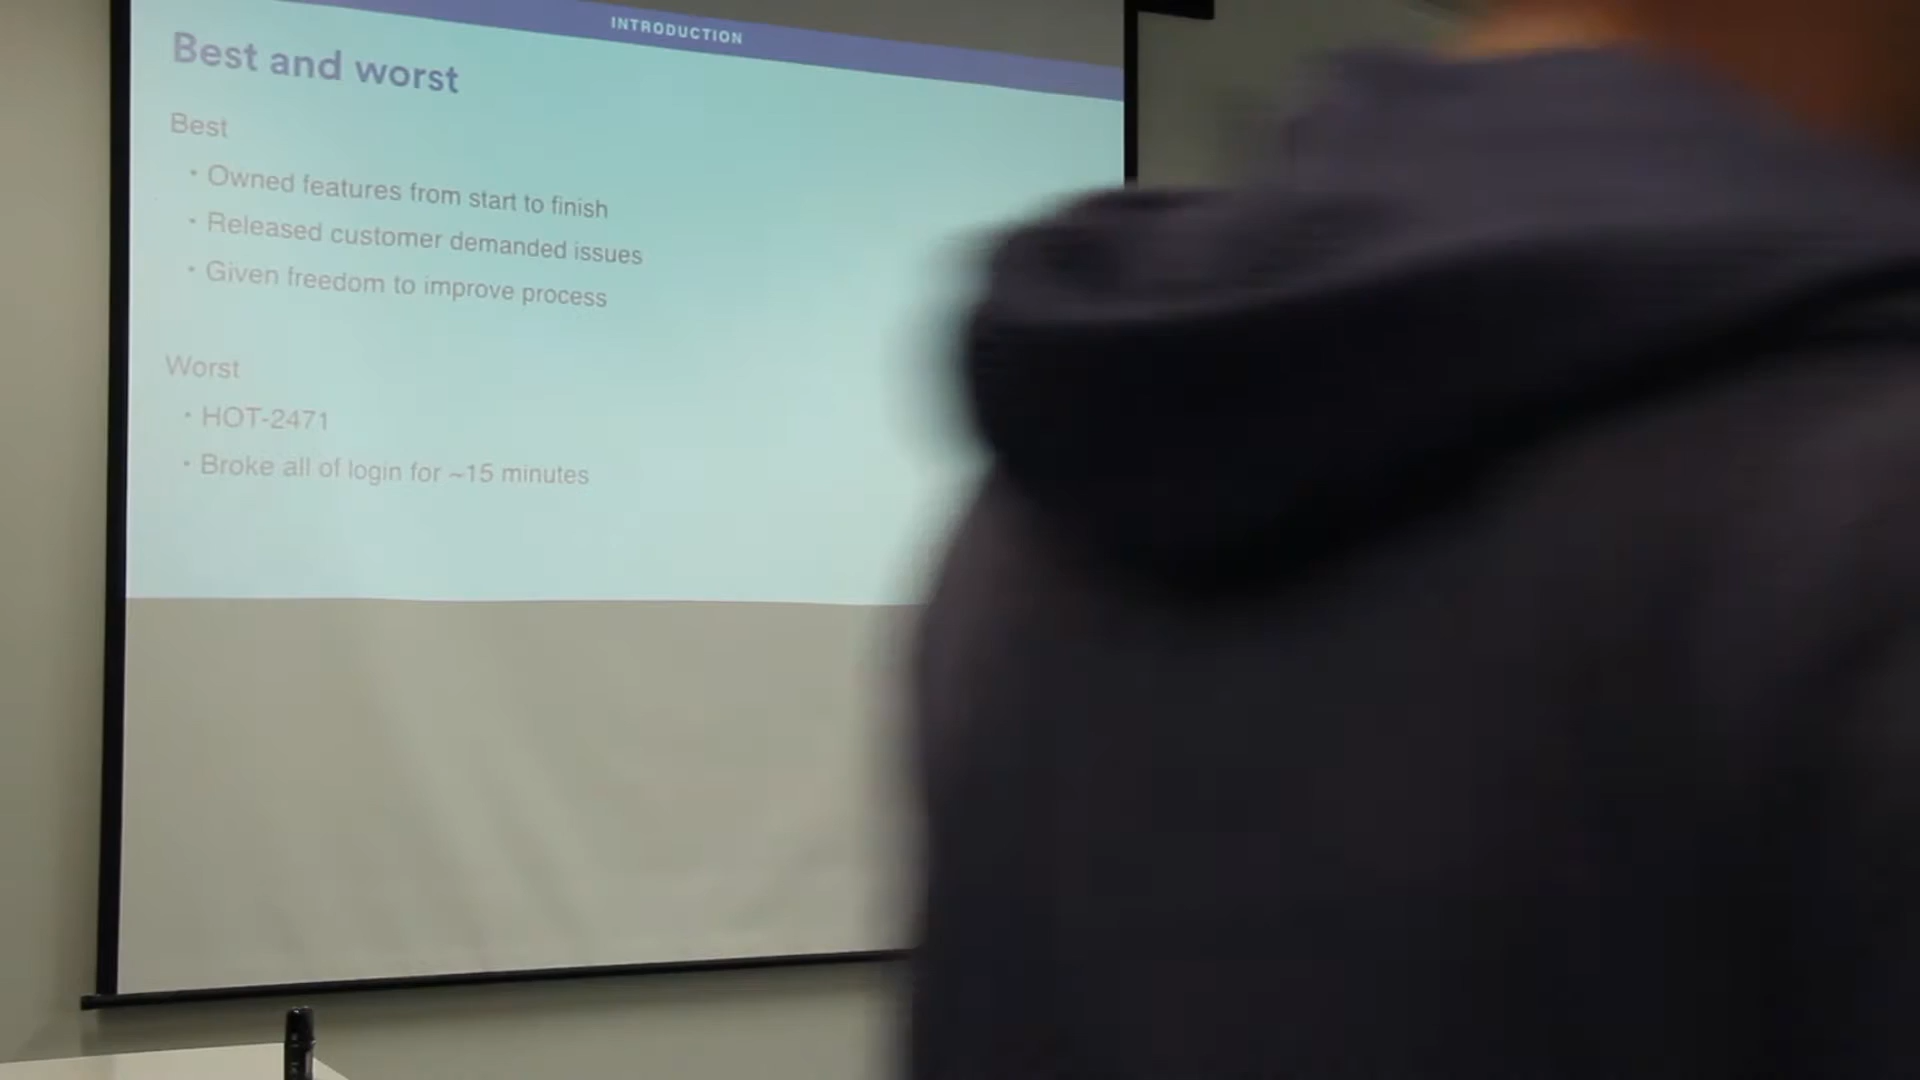 INTRODUCTION
Best and worst
Best
• Owned features from start to finish
• Released customer demanded issues
• Given freedom to improve process
Worst
• HOT-2471
• Broke all of login for ~15 minutes